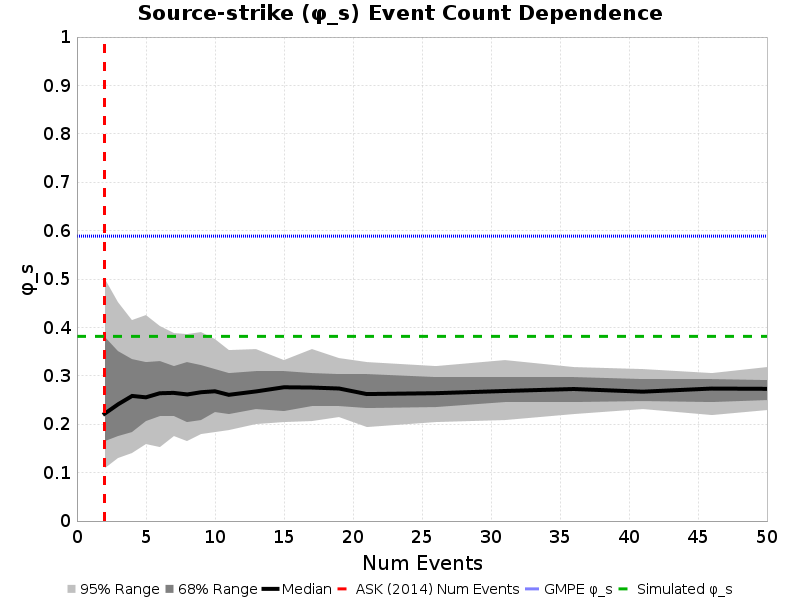 Source-strike (φ_s) Event Count Dependence
1
0.9
0.8
0.7
0.6
0.5
0.4
0.3
0.2
0.1
0
φ_s
0 5 10 15 20 25 30 35 40 45 50
Num Events
95% Range 68% Range Median ASK (2014) Num Events GMPE φ_s Simulated φ_s